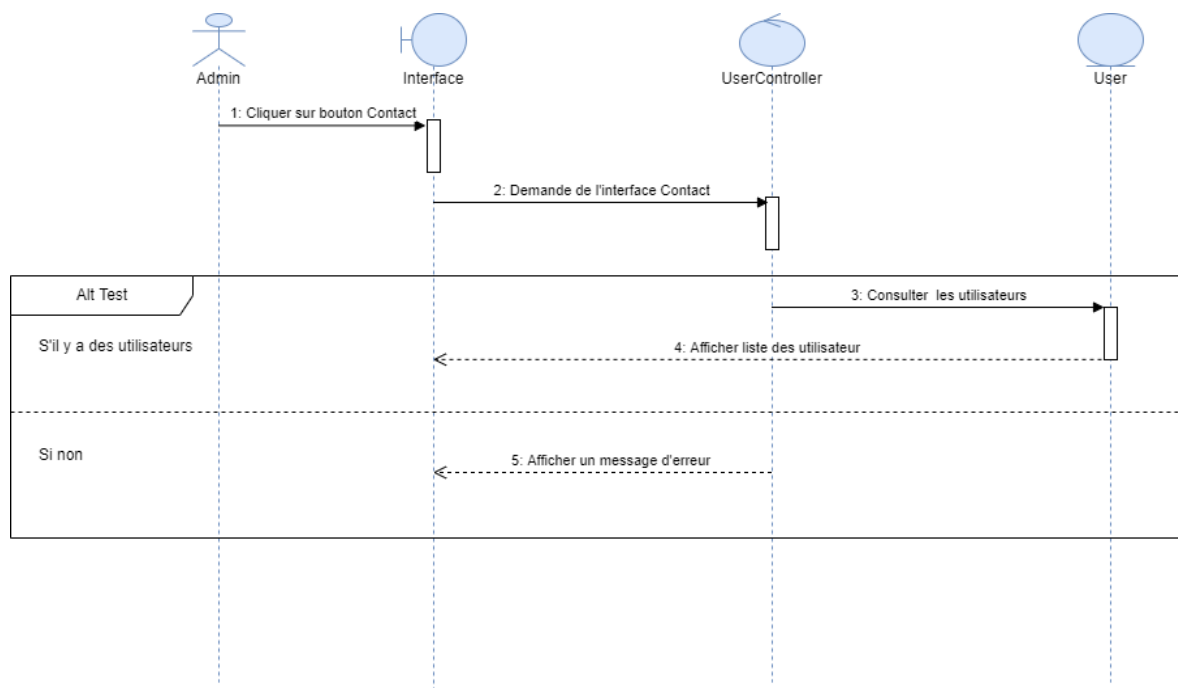 Admin
Interface
UserController
User
1: Cliquer sur bouton Contact
2: Demande de l'interface Contact
Alt Test
3: Consulter les utilisateurs
S'il y a des utilisateurs
4: Afficher liste des utilisateur
Si non
5: Afficher un message d'erreur